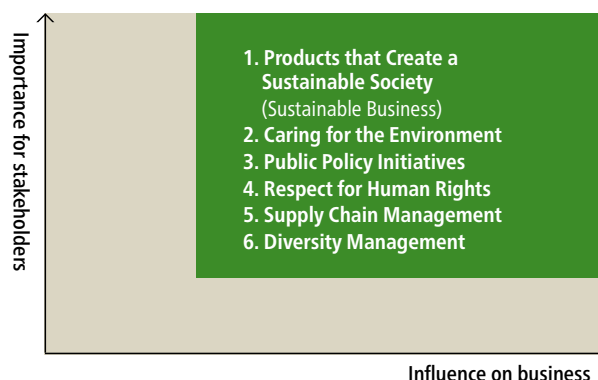 Importance for stakeholders
1. Products that Create a
Sustainable Society
(Sustainable Business)
2. Caring for the Environment
3. Public Policy Initiatives
4. Respect for Human Rights
5. Supply Chain Management
6. Diversity Management
Influence on business